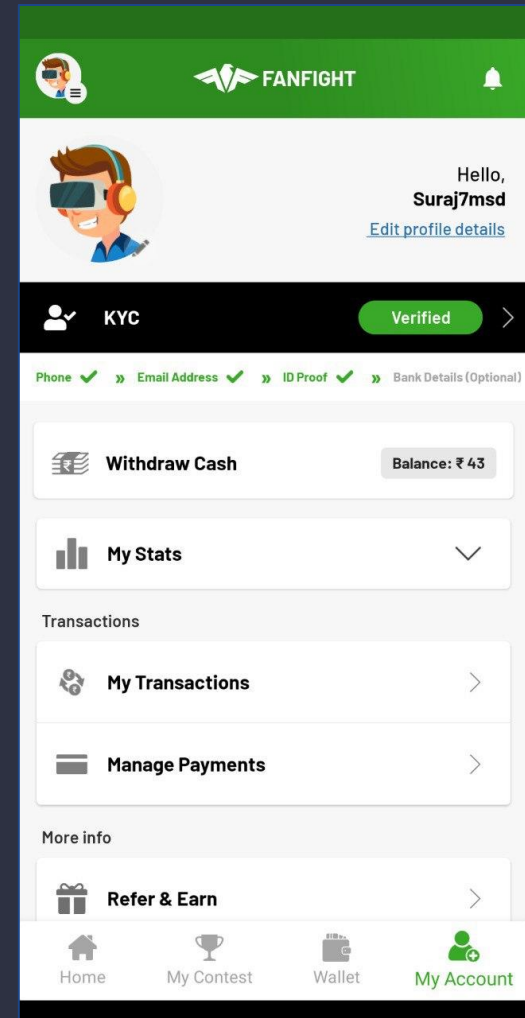 FANFIGHT
Hello,
Suraj7msd
Edit profile details
KYC
Verified
Phone » Email Address » ID Proof » Bank Details (Optional)
Withdraw Cash
Balance: ₹ 43
My Stats
Transactions
My Transactions
Manage Payments
More info
Refer & Earn
Home My Contest Wallet My Account